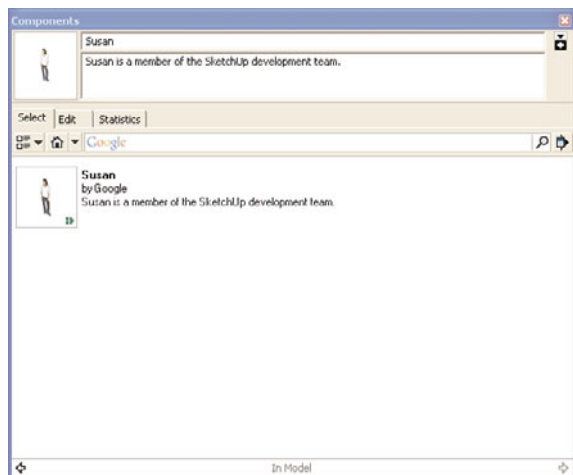 Components
Susan
Susan is a member of the SketchUp development team.
Select Edit Statistics
Google
Susan
by Google
Susan is a member of the SketchUp development team.
In Model